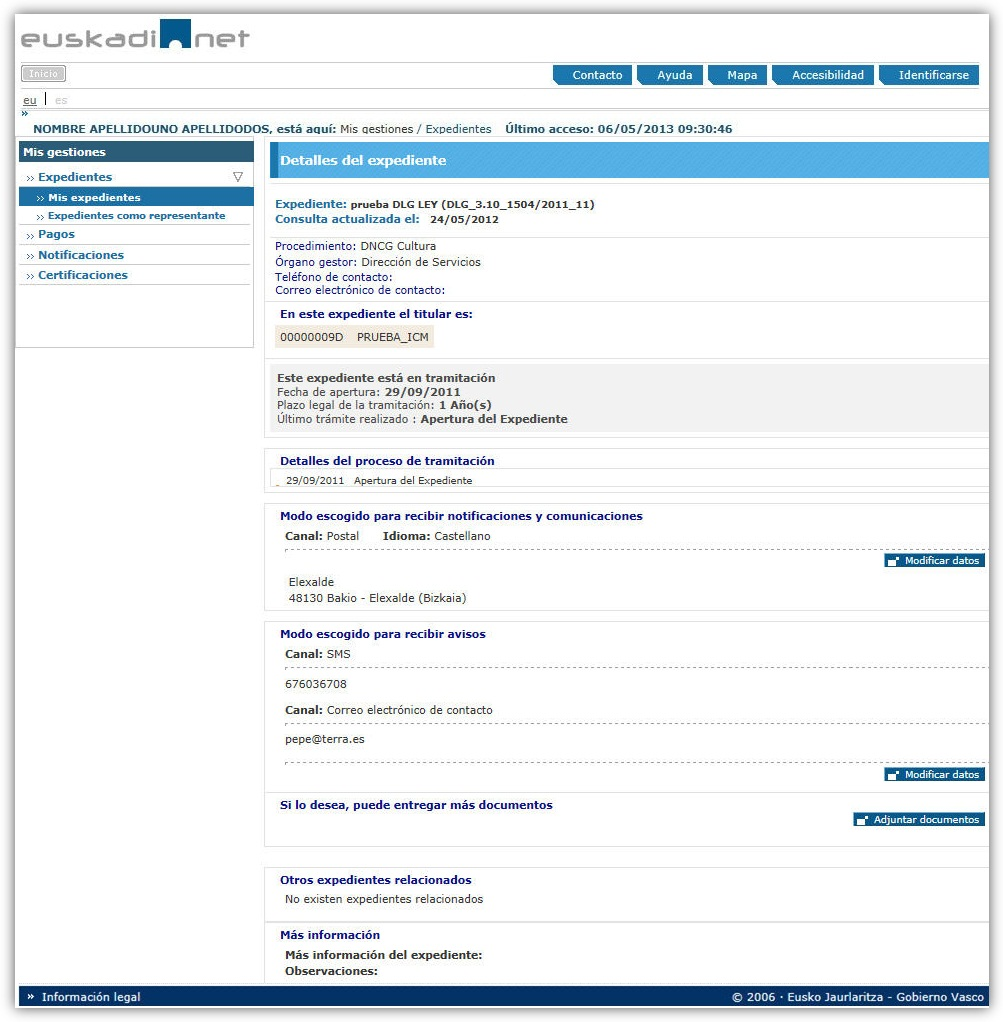 euskadi.net
Inicio
Contacto Ayuda Mapa Accesibilidad Identificarse
eu | es
»
NOMBRE APELLIDOUNO APELLIDODOS, está aquí: Mis gestiones / Expedientes Último acceso: 06/05/2013 09:30:46
Mis gestiones
›› Expedientes ▽
›› Mis expedientes
›› Expedientes como representante
›› Pagos
›› Notificaciones
›› Certificaciones
Detalles del expediente
Expediente: prueba DLG LEY (DLG_3.10_1504/2011_11)
Consulta actualizada el: 24/05/2012
Procedimiento: DNCG Cultura
Órgano gestor: Dirección de Servicios
Teléfono de contacto:
Correo electrónico de contacto:
En este expediente el titular es:
00000009D PRUEBA_ICM
Este expediente está en tramitación
Fecha de apertura: 29/09/2011
Plazo legal de la tramitación: 1 Año(s)
Último trámite realizado : Apertura del Expediente
Detalles del proceso de tramitación
29/09/2011 Apertura del Expediente
Modo escogido para recibir notificaciones y comunicaciones
Canal: Postal Idioma: Castellano
Modificar datos
Elexalde
48130 Bakio - Elexalde (Bizkaia)
Modo escogido para recibir avisos
Canal: SMS
676036708
Canal: Correo electrónico de contacto
pepe@terra.es
Modificar datos
Si lo desea, puede entregar más documentos
Adjuntar documentos
Otros expedientes relacionados
No existen expedientes relacionados
Más información
Más información del expediente:
Observaciones:
» Información legal © 2006 · Eusko Jaurlaritza - Gobierno Vasco